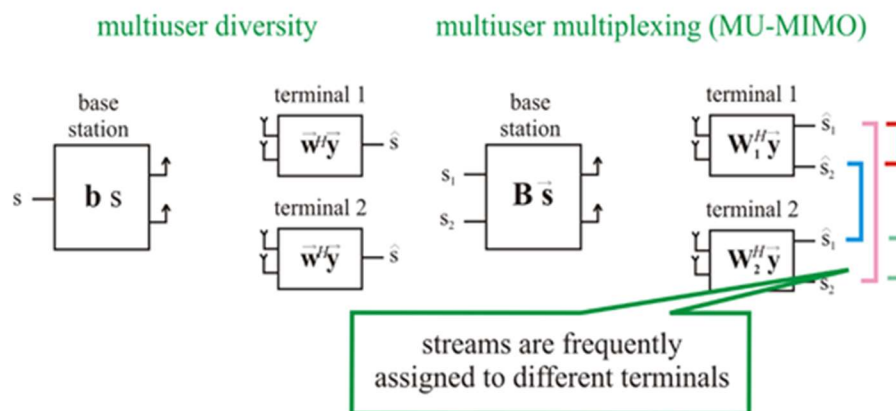 multiuser diversity
multiuser multiplexing (MU-MIMO)
base
station
s
b s
terminal 1
w⃗ᴴy⃗
ŝ
terminal 2
w⃗ᴴy⃗
ŝ
base
station
s₁
s₂
B s⃗
terminal 1
W₁ᴴy⃗
ŝ₁
ŝ₂
terminal 2
W₂ᴴy⃗
ŝ₁
ŝ₂
streams are frequently
assigned to different terminals